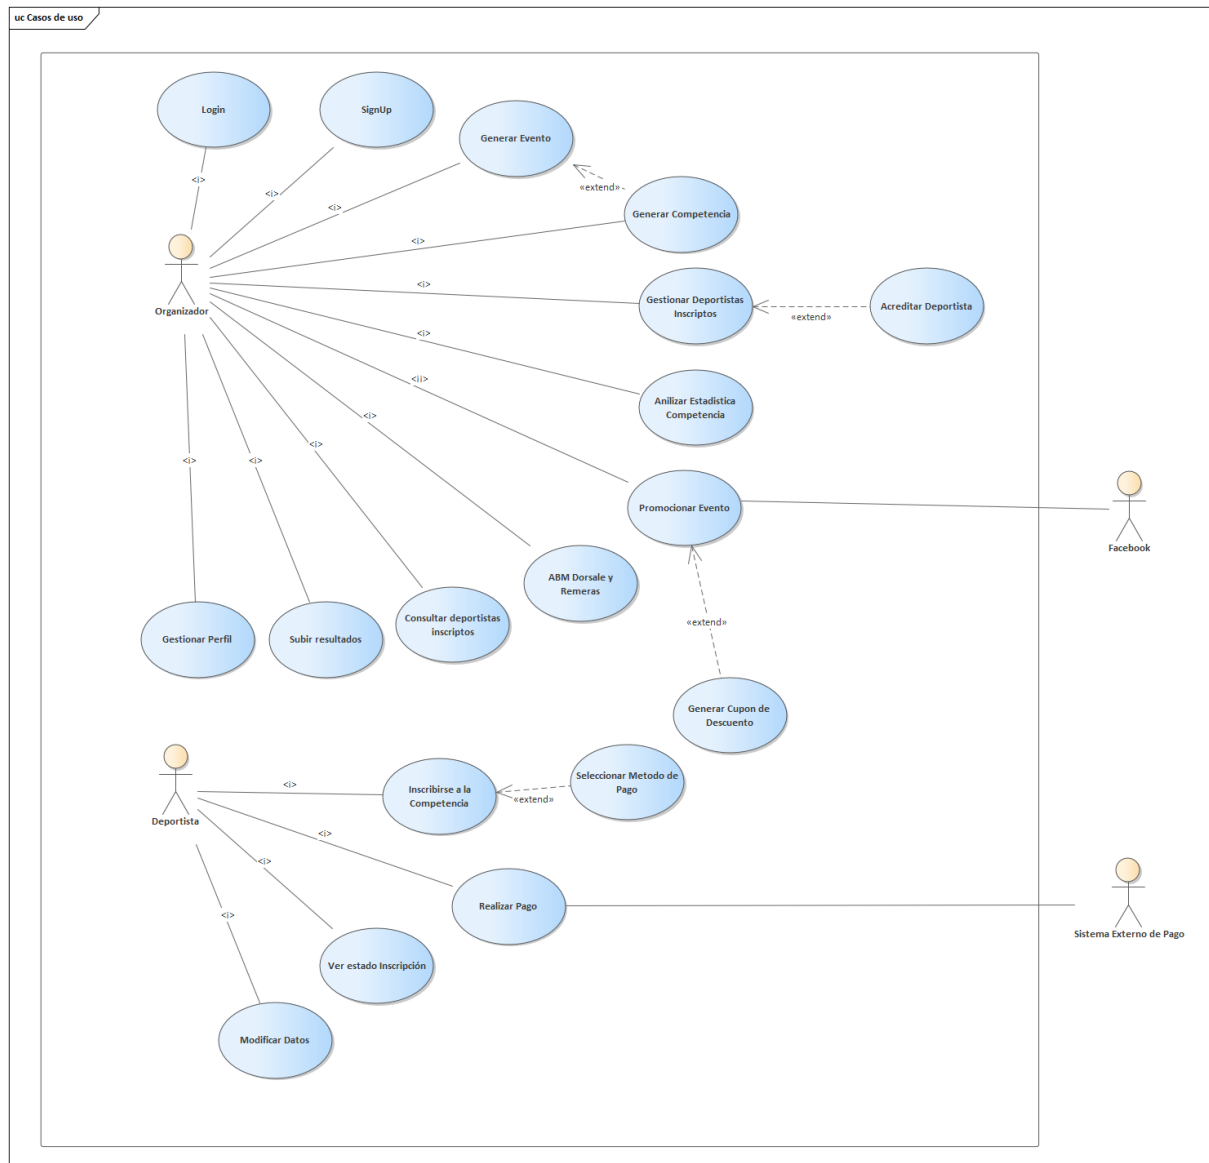 uc Casos de uso
Login
SignUp
Generar Evento
<i>
<i>
<i>
«extend»
Generar Competencia
<i>
Organizador
<i>
Gestionar Deportistas
Inscriptos
«extend»
Acreditar Deportista
<i>
<ii>
Anilizar Estadistica
Competencia
<i>
<i>
<i>
<i>
Promocionar Evento
Facebook
ABM Dorsale y
Remeras
Consultar deportistas
inscriptos
Gestionar Perfil
Subir resultados
«extend»
Generar Cupon de
Descuento
Deportista
<i>
Inscribirse a la
Competencia
«extend»
Seleccionar Metodo de
Pago
<i>
<i>
<i>
Realizar Pago
Sistema Externo de Pago
Ver estado Inscripción
Modificar Datos